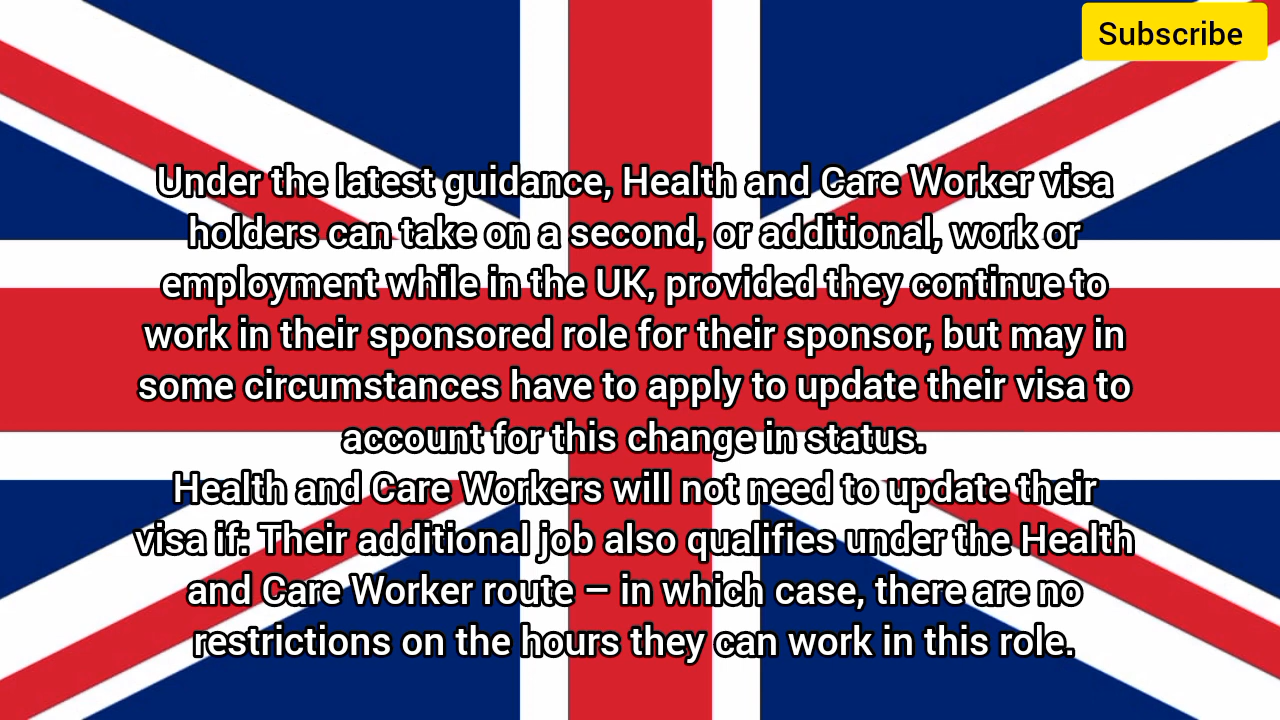 Subscribe
Under the latest guidance, Health and Care Worker visa
holders can take on a second, or additional, work or
employment while in the UK, provided they continue to
work in their sponsored role for their sponsor, but may in
some circumstances have to apply to update their visa to
account for this change in status.
Health and Care Workers will not need to update their
visa if: Their additional job also qualifies under the Health
and Care Worker route – in which case, there are no
restrictions on the hours they can work in this role.